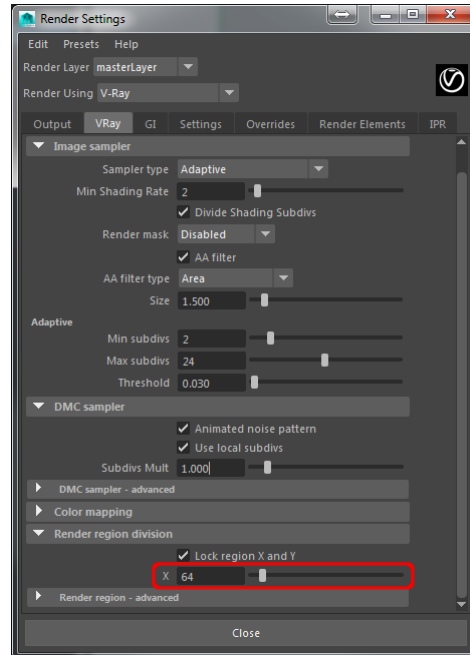 Render Settings
Edit Presets Help
Render Layer masterLayer
Render Using V-Ray
Output VRay GI Settings Overrides Render Elements IPR
Image sampler
Sampler type Adaptive
Min Shading Rate 2
Divide Shading Subdivs
Render mask Disabled
AA filter
AA filter type Area
Size 1.500
Adaptive
Min subdivs 2
Max subdivs 24
Threshold 0.030
DMC sampler
Animated noise pattern
Use local subdivs
Subdivs Mult 1.000
DMC sampler - advanced
Color mapping
Render region division
Lock region X and Y
X 64
Render region - advanced
Close